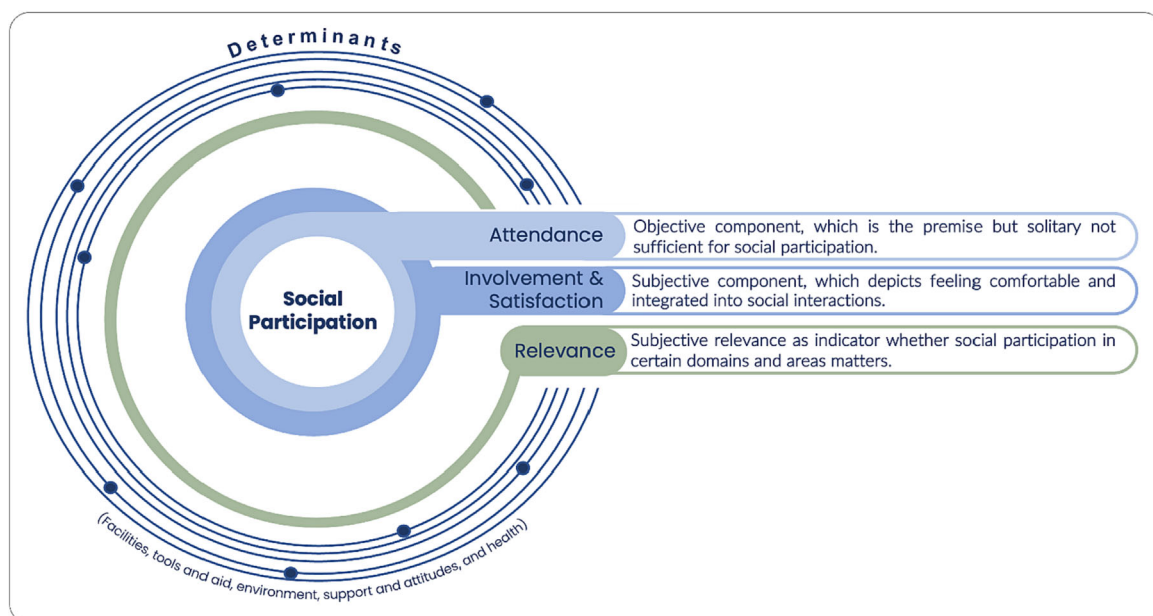 Determinants
Attendance
Objective component, which is the premise but solitary not
sufficient for social participation.
Involvement &
Satisfaction
Subjective component, which depicts feeling comfortable and
integrated into social interactions.
Social
Participation
Relevance
Subjective relevance as indicator whether social participation in
certain domains and areas matters.
(Facilities, tools and aid, environment, support and attitudes, and health)